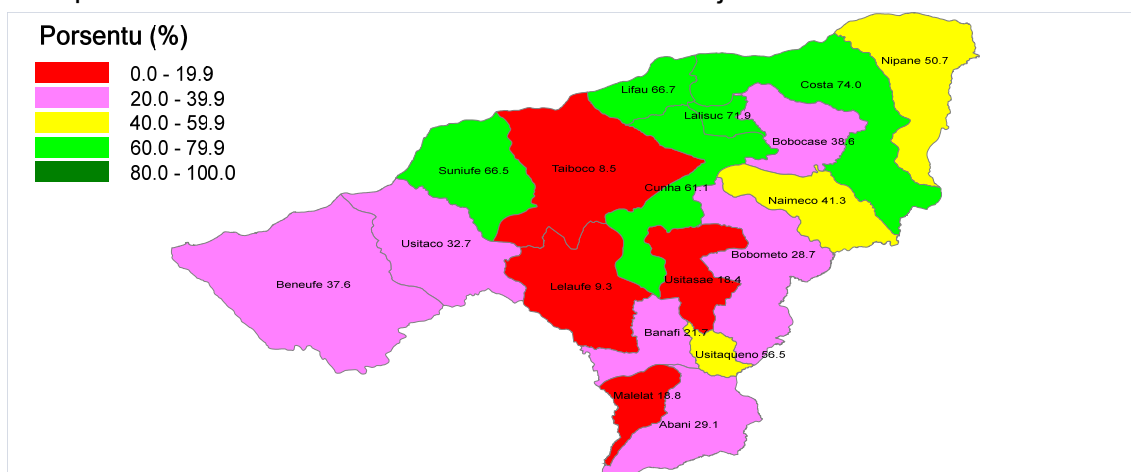 Porsentu (%)
0.0 - 19.9
20.0 - 39.9
40.0 - 59.9
60.0 - 79.9
80.0 - 100.0
Nipane 50.7
Costa 74.0
Lifau 66.7
Lalisuc 71.9
Bobocase 38.6
Taiboco 8.5
Suniufe 66.5
Cunha 61.1
Naimeco 41.3
Usitaco 32.7
Bobometo 28.7
Beneufe 37.6
Lelaufe 9.3
Usitasae 18.4
Banafi 21.7
Usitaqueno 56.5
Malelat 18.8
Abani 29.1